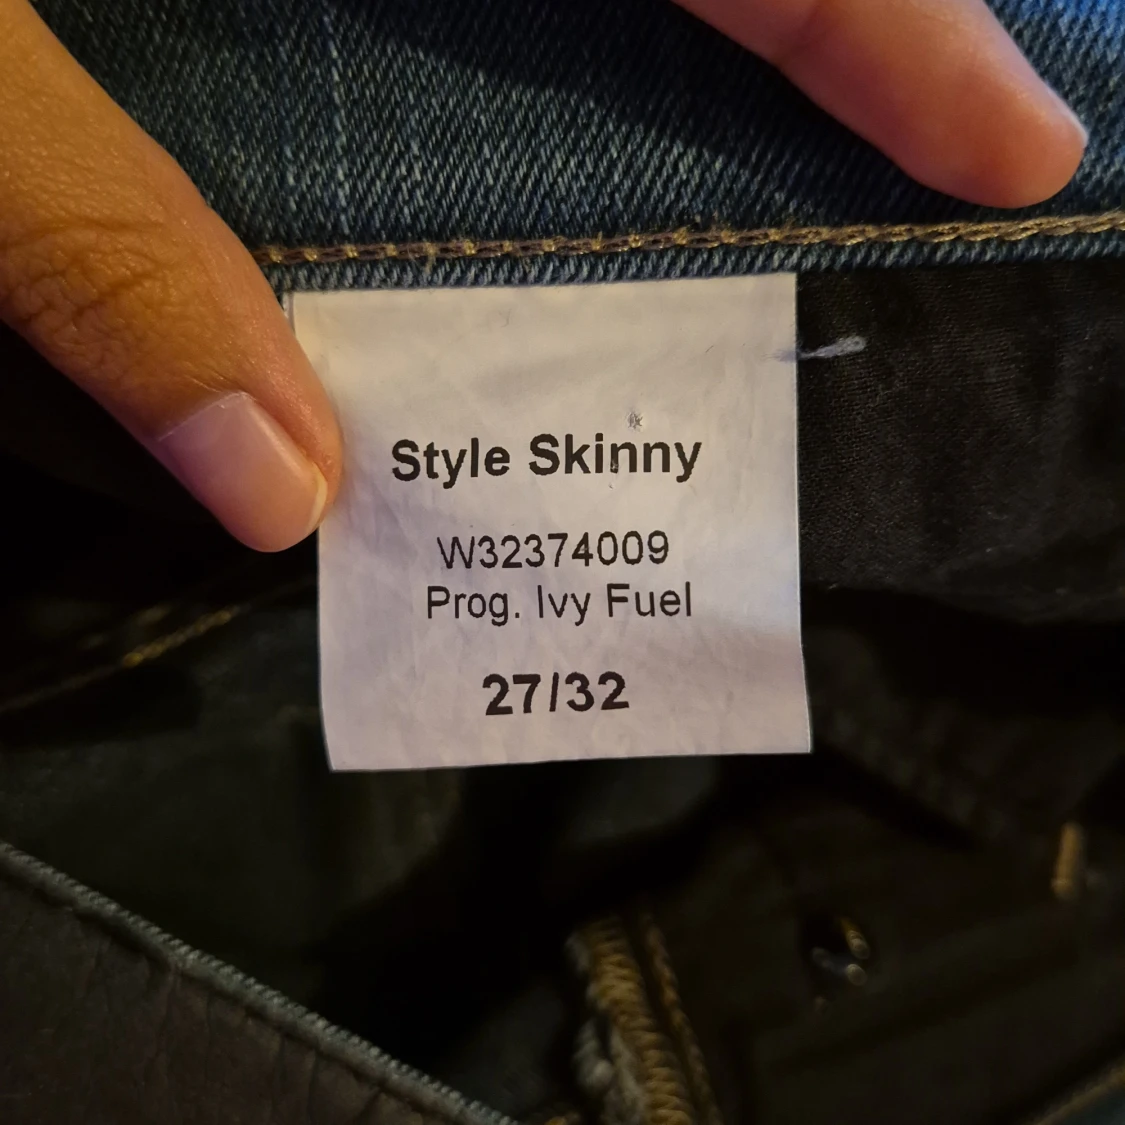 Style Skinny
W32374009
Prog. Ivy Fuel
27/32